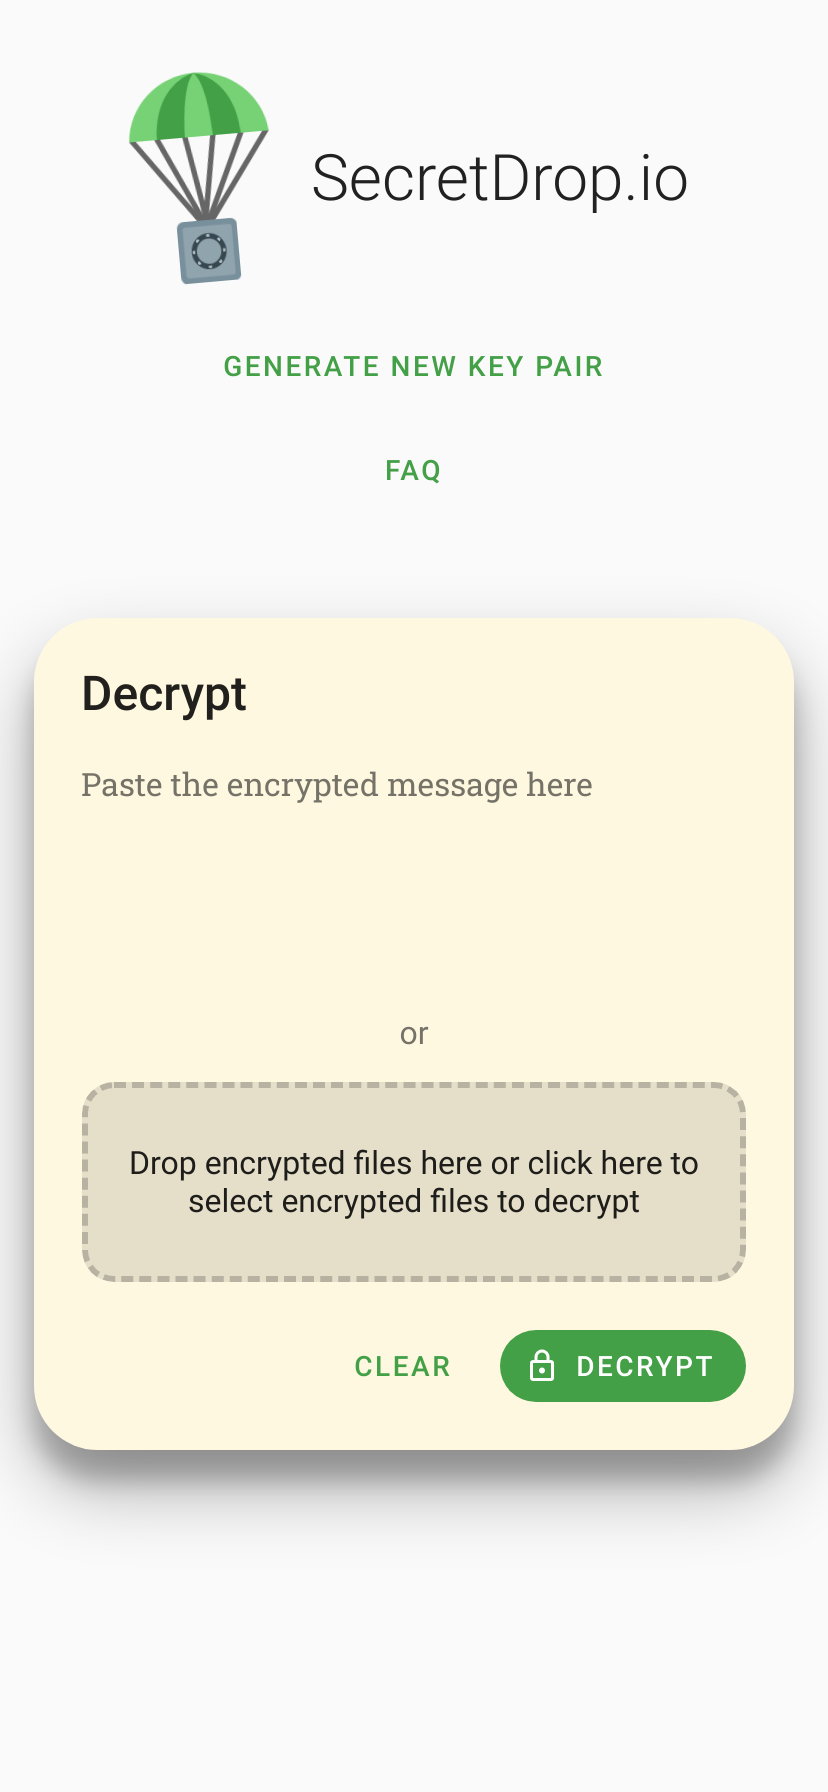 SecretDrop.io
GENERATE NEW KEY PAIR
FAQ
Decrypt
Paste the encrypted message here
or
Drop encrypted files here or click here to
select encrypted files to decrypt
CLEAR
DECRYPT